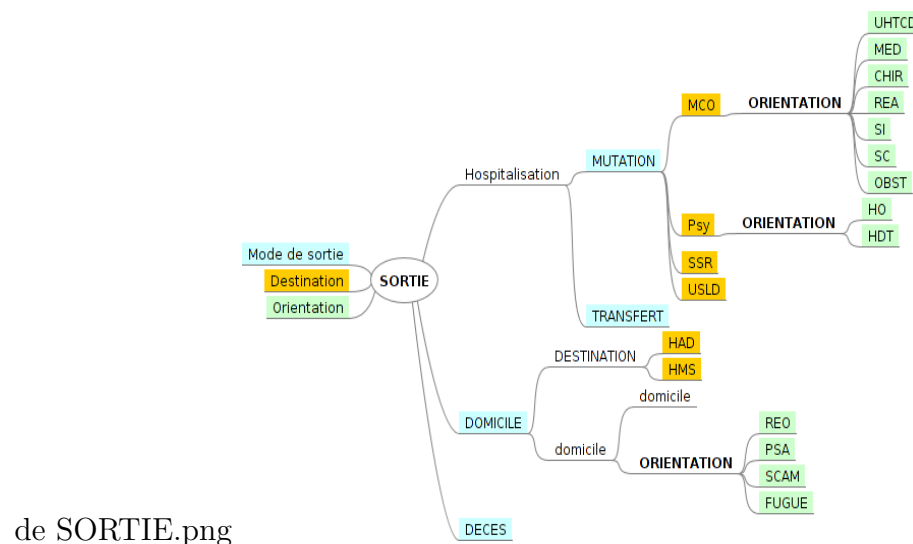 Mode de sortie
Destination
Orientation
SORTIE
Hospitalisation
MUTATION
MCO
ORIENTATION
UHTCD
MED
CHIR
REA
SI
SC
OBST
Psy
ORIENTATION
HO
HDT
SSR
USLD
TRANSFERT
DOMICILE
DESTINATION
HAD
HMS
domicile
domicile
ORIENTATION
REO
PSA
SCAM
FUGUE
DECES
de SORTIE.png